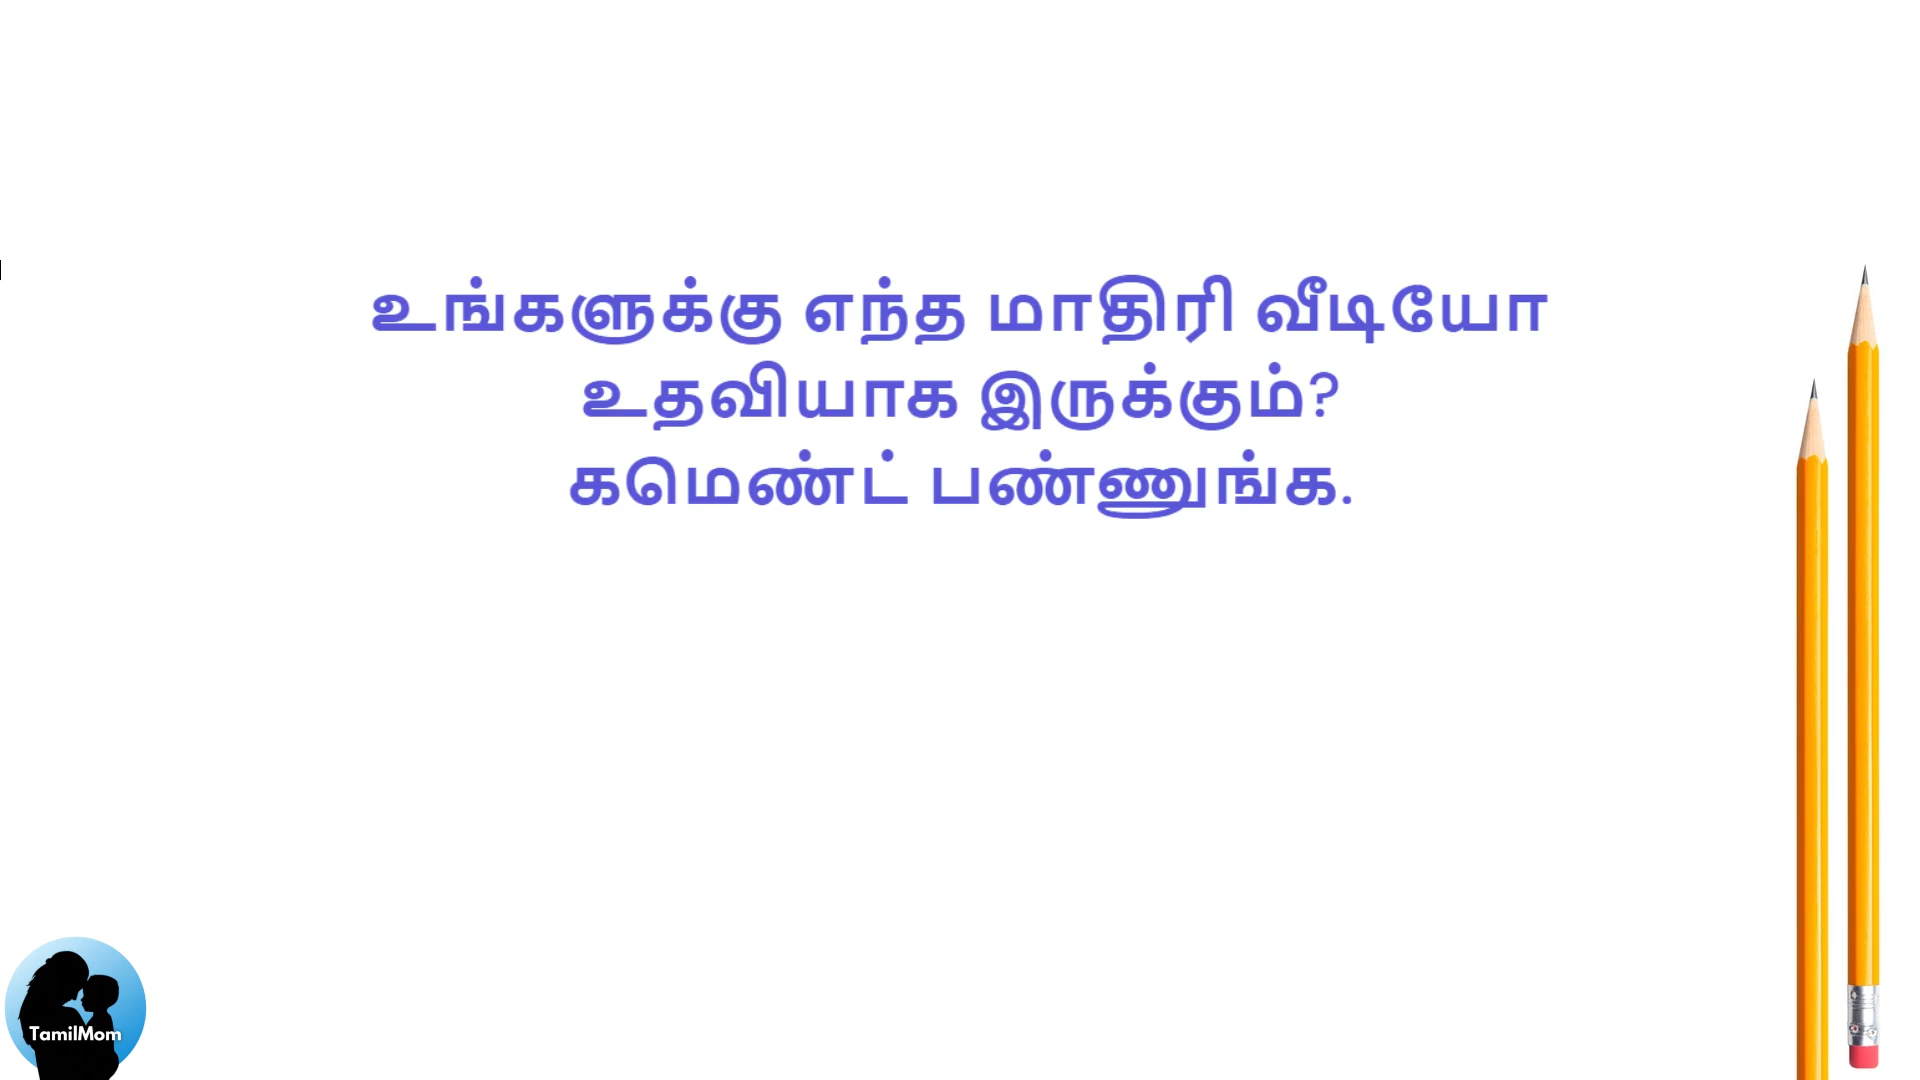 உங்களுக்கு எந்த மாதிரி வீடியோ
உதவியாக இருக்கும்?
கமெண்ட் பண்ணுங்க.
TamilMom